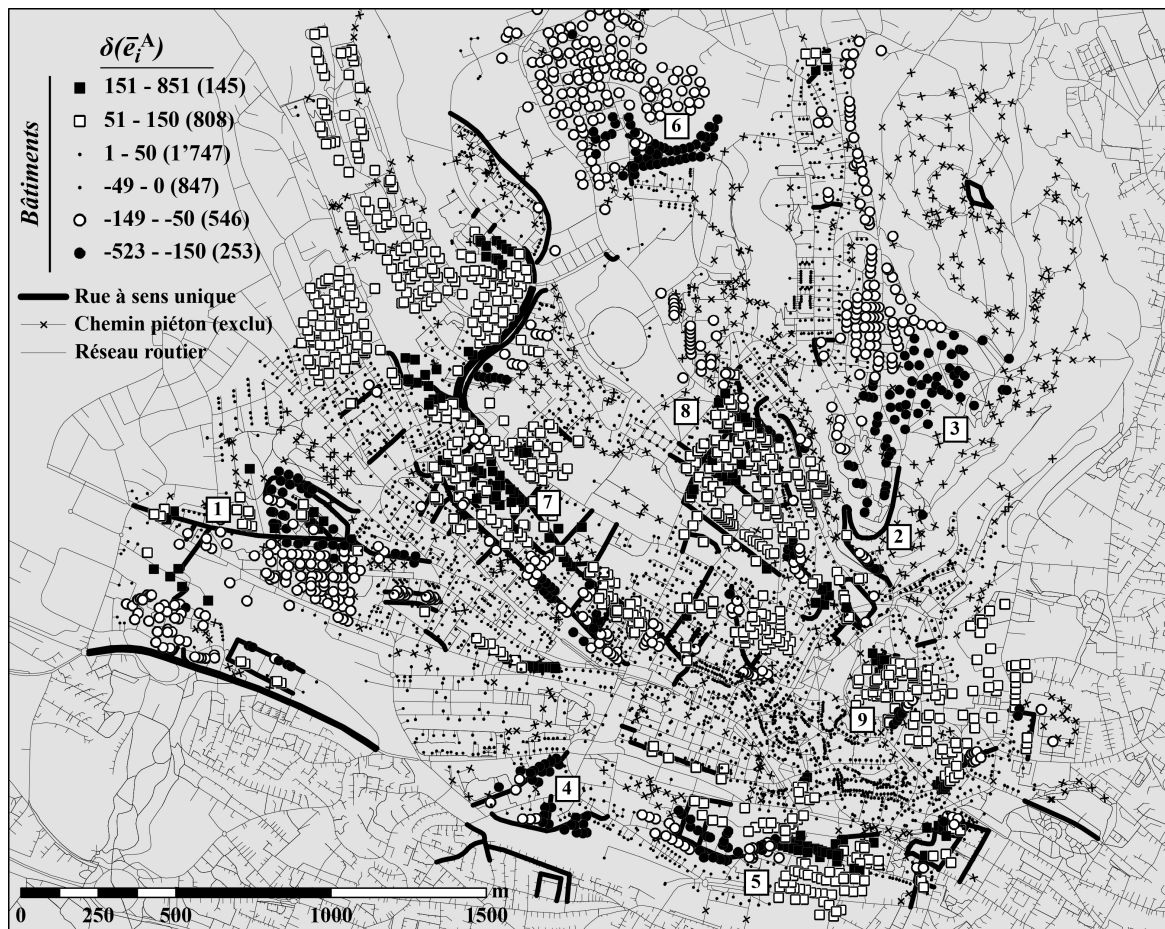 δ(ē_i^A)
Bâtiments
151 - 851 (145)
51 - 150 (808)
1 - 50 (1'747)
-49 - 0 (847)
-149 - -50 (546)
-523 - -150 (253)
Rue à sens unique
Chemin piéton (exclu)
Réseau routier
6
3
8
1
7
2
9
4
5
m
0 250 500 1000 1500